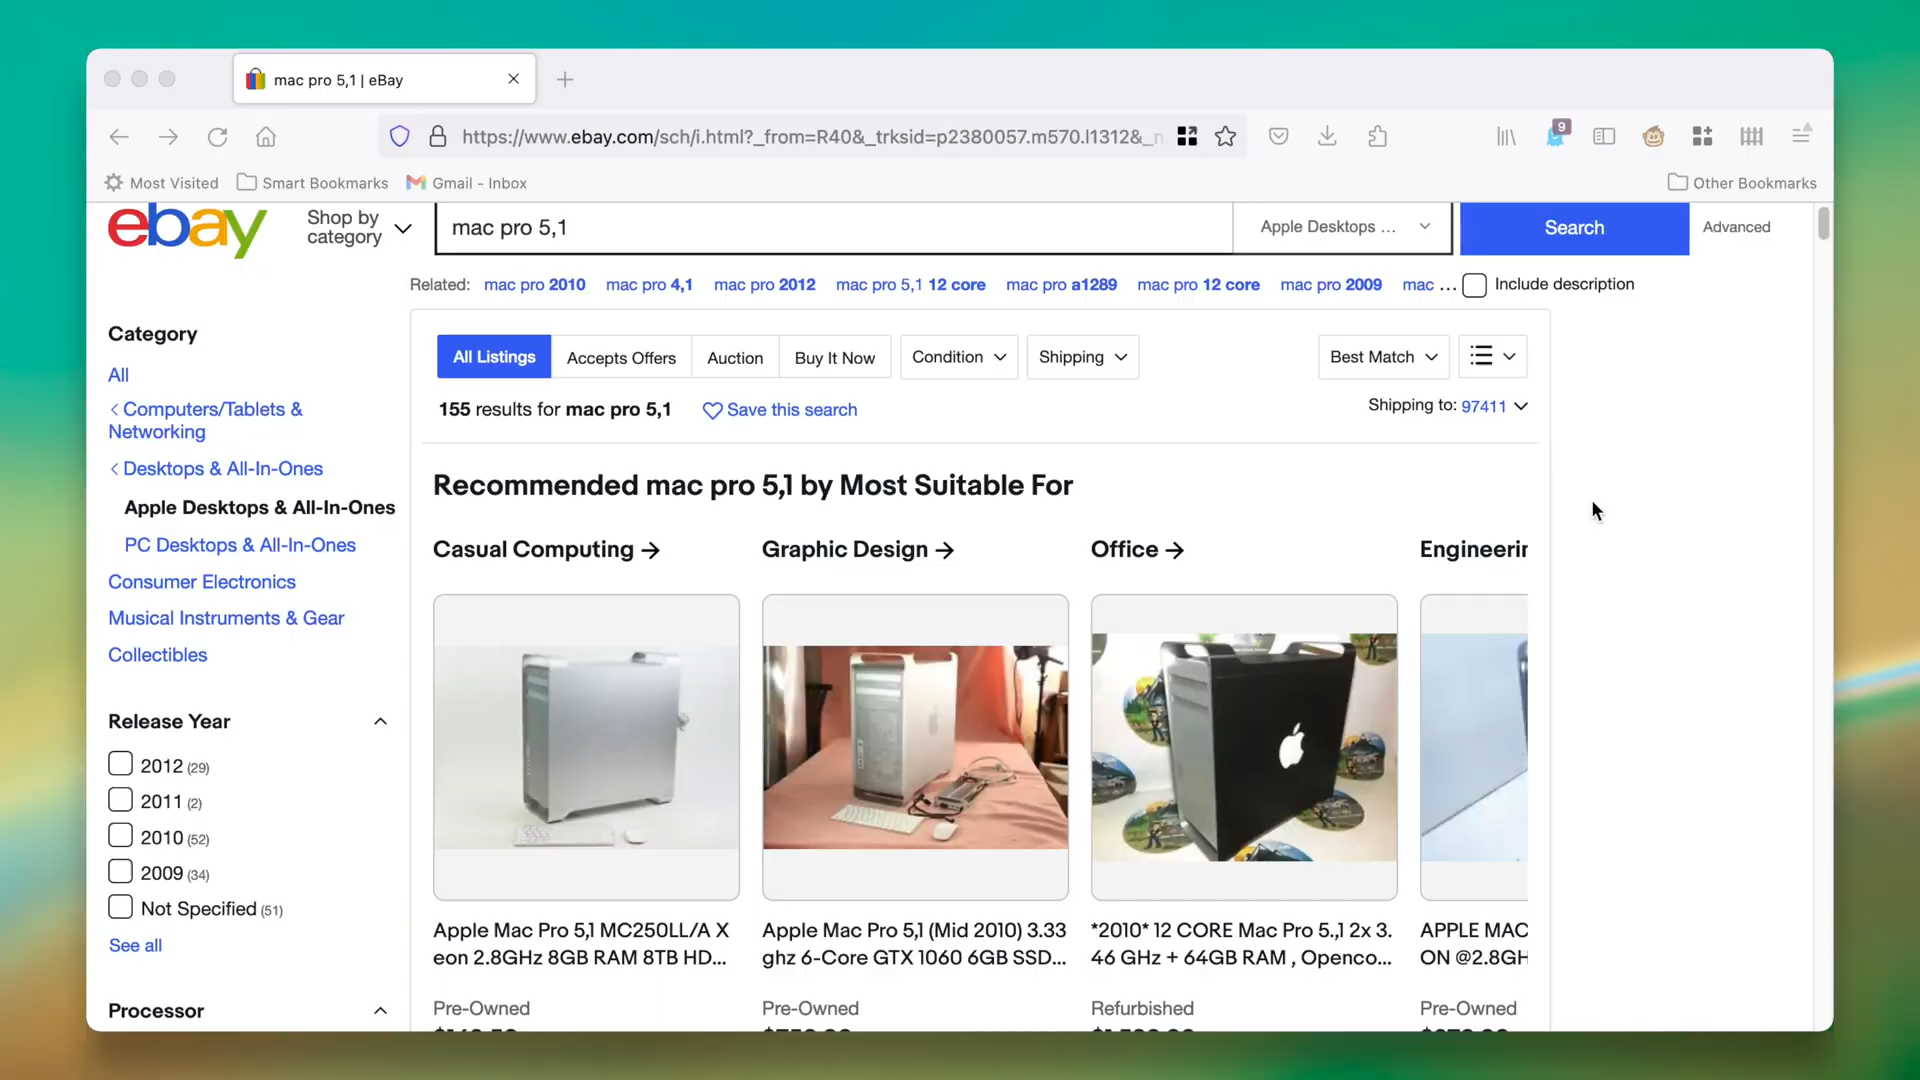 mac pro 5,1 | eBay
https://www.ebay.com/sch/i.html?_from=R40&_trksid=p2380057.m570.l1312&_n
9
Most Visited
Smart Bookmarks
Gmail - Inbox
Other Bookmarks
ebay
Shop by
category
mac pro 5,1
Apple Desktops ...
Search
Advanced
Related: mac pro 2010 mac pro 4,1 mac pro 2012 mac pro 5,1 12 core mac pro a1289 mac pro 12 core mac pro 2009 mac ...
Include description
Category
All
Computers/Tablets &
Networking
Desktops & All-In-Ones
Apple Desktops & All-In-Ones
PC Desktops & All-In-Ones
Consumer Electronics
Musical Instruments & Gear
Collectibles
Release Year
2012 (29)
2011 (2)
2010 (52)
2009 (34)
Not Specified (51)
See all
Processor
All Listings
Accepts Offers
Auction
Buy It Now
Condition
Shipping
Best Match
155 results for mac pro 5,1
Save this search
Shipping to: 97411
Recommended mac pro 5,1 by Most Suitable For
Casual Computing →
Graphic Design →
Office →
Engineerin
Apple Mac Pro 5,1 MC250LL/A X
eon 2.8GHz 8GB RAM 8TB HD...
Pre-Owned
Apple Mac Pro 5,1 (Mid 2010) 3.33
ghz 6-Core GTX 1060 6GB SSD...
Pre-Owned
*2010* 12 CORE Mac Pro 5.,1 2x 3.
46 GHz + 64GB RAM , Openco...
Refurbished
APPLE MAC
ON @2.8GH
Pre-Owned